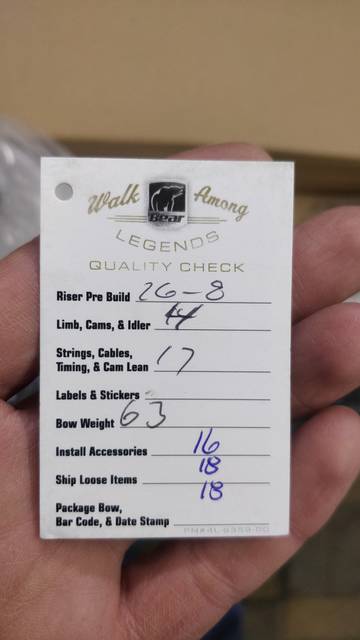 Walk Among
Bear
LEGENDS
QUALITY CHECK
Riser Pre Build 26-8
Limb, Cams, & Idler 14
Strings, Cables,
Timing, & Cam Lean 17
Labels & Stickers
Bow Weight 63
Install Accessories 16
18
Ship Loose Items 18
Package Bow,
Bar Code, & Date Stamp